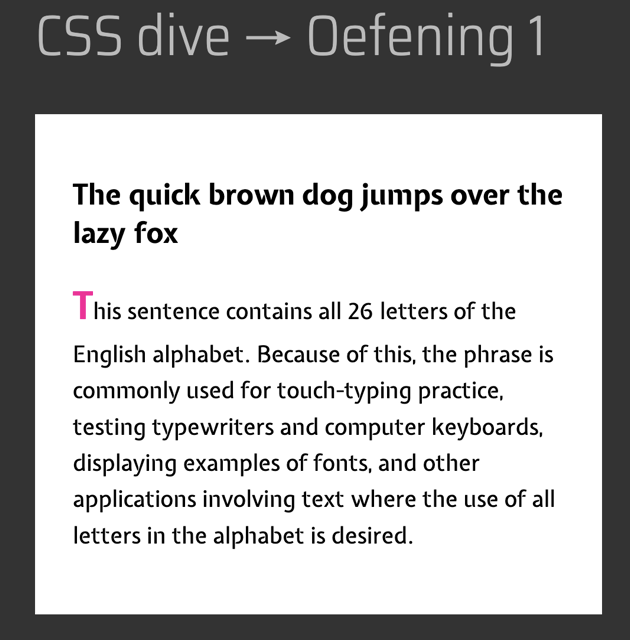 CSS dive → Oefening 1
The quick brown dog jumps over the
lazy fox
This sentence contains all 26 letters of the
English alphabet. Because of this, the phrase is
commonly used for touch-typing practice,
testing typewriters and computer keyboards,
displaying examples of fonts, and other
applications involving text where the use of all
letters in the alphabet is desired.